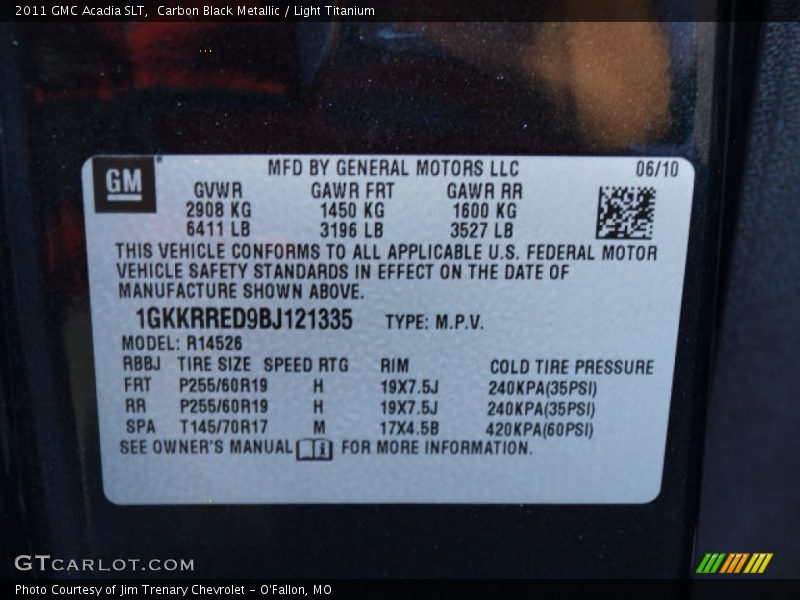 2011 GMC Acadia SLT, Carbon Black Metallic / Light Titanium
GM
MFD BY GENERAL MOTORS LLC 06/10
GVWR GAWR FRT GAWR RR
2908 KG 1450 KG 1600 KG
6411 LB 3196 LB 3527 LB
THIS VEHICLE CONFORMS TO ALL APPLICABLE U.S. FEDERAL MOTOR
VEHICLE SAFETY STANDARDS IN EFFECT ON THE DATE OF
MANUFACTURE SHOWN ABOVE.
1GKKRRED9BJ121335 TYPE: M.P.V.
MODEL: R14526
RBBJ TIRE SIZE SPEED RTG RIM COLD TIRE PRESSURE
FRT P255/60R19 H 19X7.5J 240KPA(35PSI)
RR P255/60R19 H 19X7.5J 240KPA(35PSI)
SPA T145/70R17 M 17X4.5B 420KPA(60PSI)
SEE OWNER'S MANUAL FOR MORE INFORMATION.
GTCARLOT.COM
Photo Courtesy of Jim Trenary Chevrolet - O'Fallon, MO